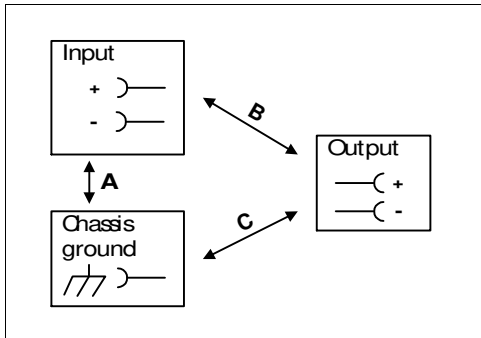 Input
+
-
B
A
Output
+
-
Chassis
ground
C